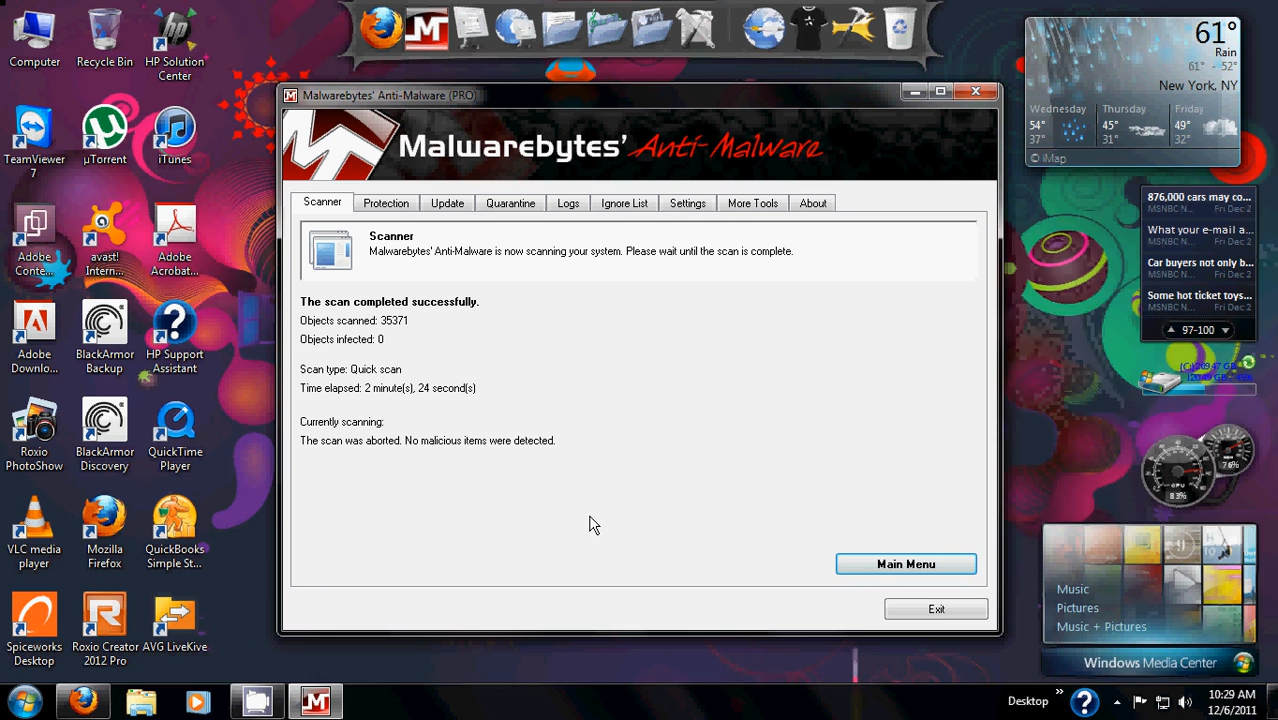 Computer
Recycle Bin
HP Solution
Center
TeamViewer
7
µTorrent
iTunes
Adobe
Conte...
avast!
Intern...
Adobe
Acrobat...
Adobe
Downlo...
BlackArmor
Backup
HP Support
Assistant
Roxio
PhotoShow
BlackArmor
Discovery
QuickTime
Player
VLC media
player
Mozilla
Firefox
QuickBooks
Simple St...
Spiceworks
Desktop
Roxio Creator
2012 Pro
AVG LiveKive
Malwarebytes' Anti-Malware (PRO)
Malwarebytes' Anti-Malware
Scanner
Protection
Update
Quarantine
Logs
Ignore List
Settings
More Tools
About
Scanner
Malwarebytes' Anti-Malware is now scanning your system. Please wait until the scan is complete.
The scan completed successfully.
Objects scanned: 35371
Objects infected: 0
Scan type: Quick scan
Time elapsed: 2 minute(s), 24 second(s)
Currently scanning:
The scan was aborted. No malicious items were detected.
Main Menu
Exit
61°
Rain
61° - 52°
New York, NY
Wednesday
54°
37°
Thursday
45°
31°
Friday
49°
32°
© iMap
876,000 cars may co...
MSNBC N... Fri Dec 2
What your e-mail a...
MSNBC N... Fri Dec 2
Car buyers not only b...
MSNBC N... Fri Dec 2
Some hot ticket toys...
MSNBC N... Fri Dec 2
97-100
76%
83%
Music
Pictures
Music + Pictures
Windows Media Center
Desktop
10:29 AM
12/6/2011